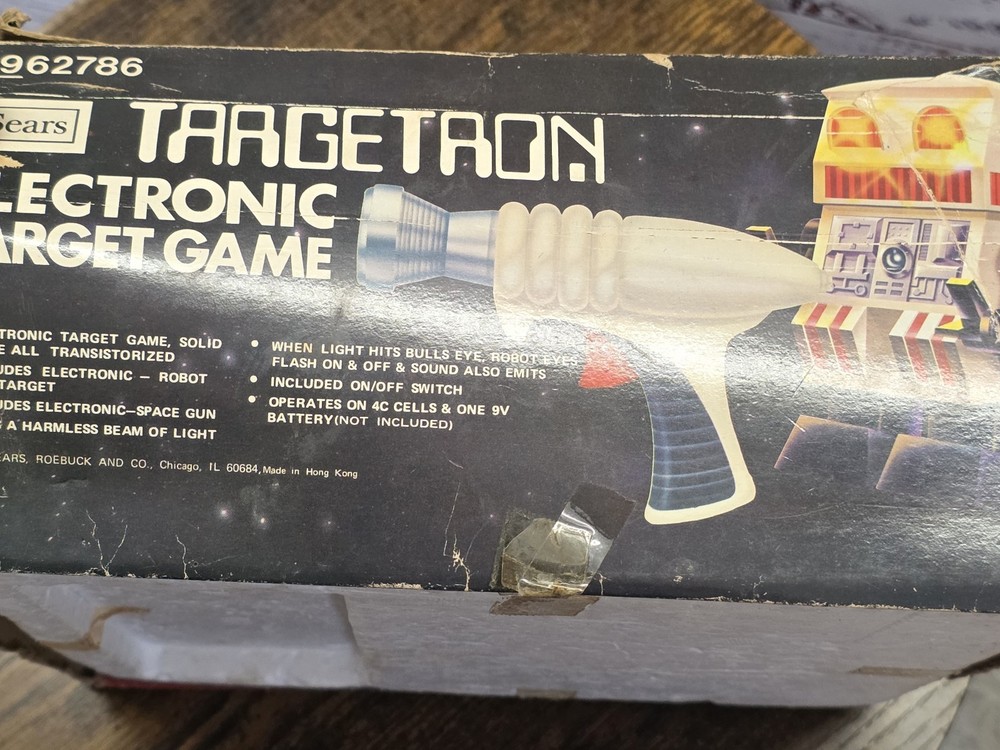 962786
Sears
TARGETRON
LECTRONIC
ARGET GAME
TRONIC TARGET GAME, SOLID
E ALL TRANSISTORIZED
UDES ELECTRONIC — ROBOT
TARGET
UDES ELECTRONIC—SPACE GUN
A HARMLESS BEAM OF LIGHT
• WHEN LIGHT HITS BULLS EYE, ROBOT EYES
FLASH ON & OFF & SOUND ALSO EMITS
• INCLUDED ON/OFF SWITCH
• OPERATES ON 4C CELLS & ONE 9V
BATTERY(NOT INCLUDED)
EARS, ROEBUCK AND CO., Chicago, IL 60684, Made in Hong Kong